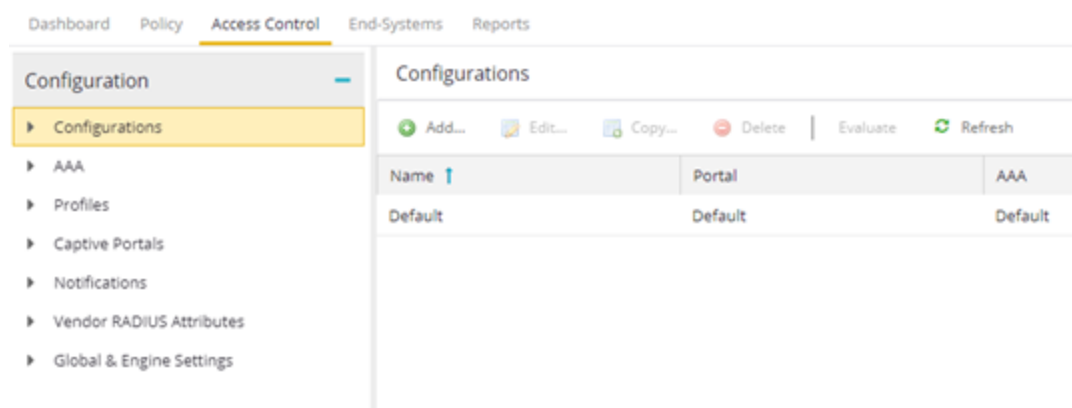 Dashboard Policy Access Control End-Systems Reports
Configuration
Configurations
AAA
Profiles
Captive Portals
Notifications
Vendor RADIUS Attributes
Global & Engine Settings
Configurations
Add... Edit... Copy... Delete Evaluate Refresh
Name Portal AAA
Default Default Default